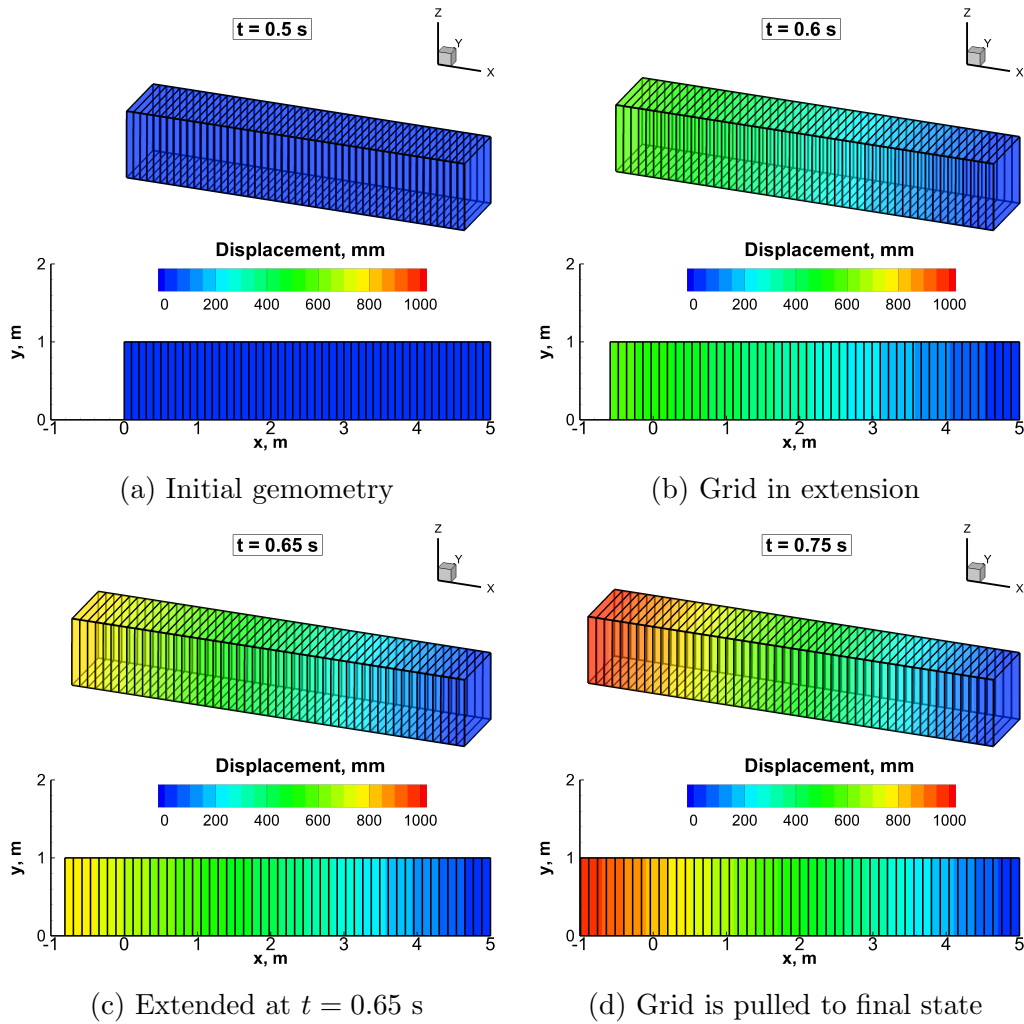 t = 0.5 s
Z
Y
X
Displacement, mm
0 200 400 600 800 1000
2
1
0
y, m
-1 0 1 2 3 4 5
x, m
(a) Initial gemometry
t = 0.6 s
Z
Y
X
Displacement, mm
0 200 400 600 800 1000
2
1
0
y, m
-1 0 1 2 3 4 5
x, m
(b) Grid in extension
t = 0.65 s
Z
Y
X
Displacement, mm
0 200 400 600 800 1000
2
1
0
y, m
-1 0 1 2 3 4 5
x, m
(c) Extended at t = 0.65 s
t = 0.75 s
Z
Y
X
Displacement, mm
0 200 400 600 800 1000
2
1
0
y, m
-1 0 1 2 3 4 5
x, m
(d) Grid is pulled to final state